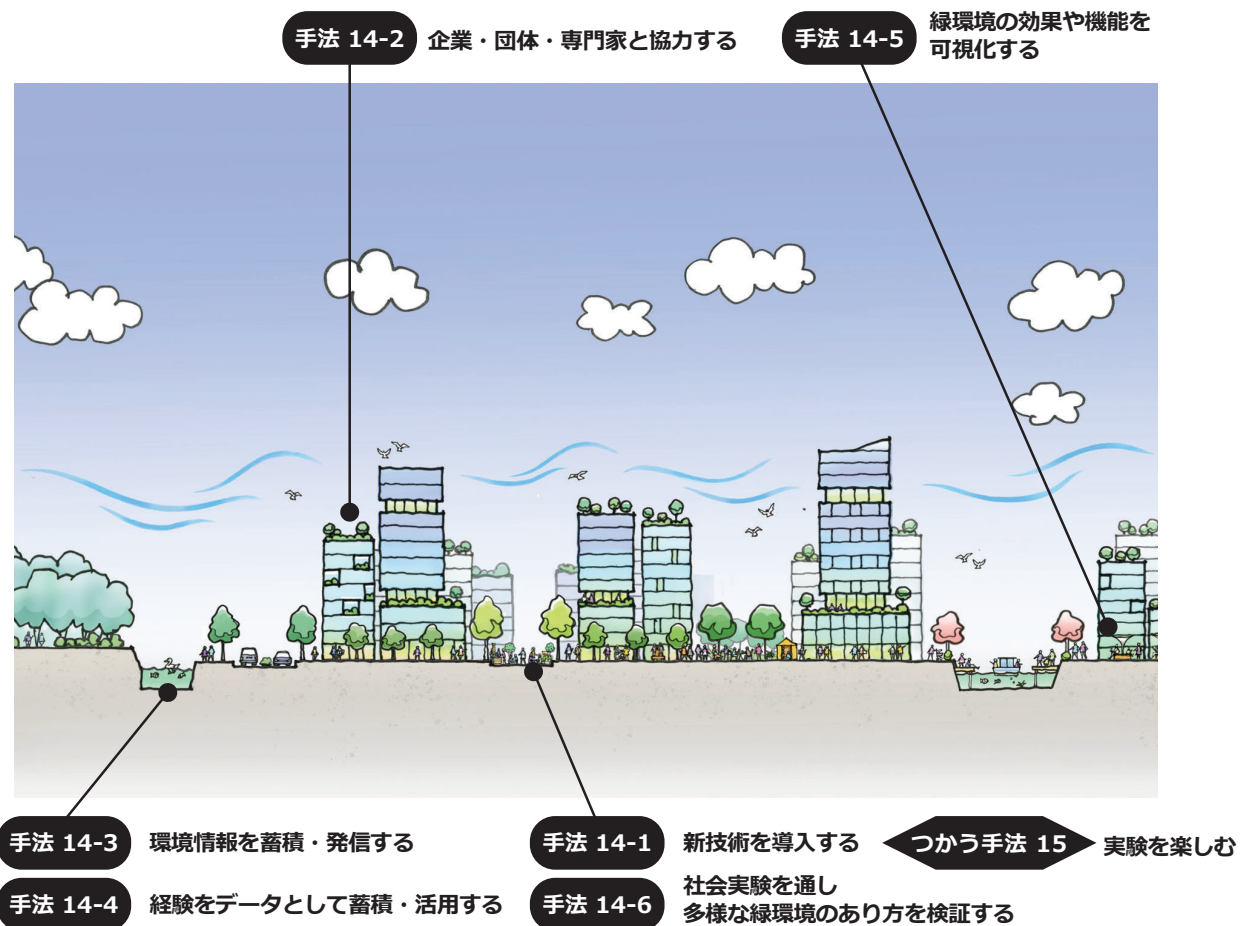 手法 14-2 企業・団体・専門家と協力する
手法 14-5 緑環境の効果や機能を
可視化する
手法 14-3 環境情報を蓄積・発信する
手法 14-1 新技術を導入する
つかう手法 15 実験を楽しむ
手法 14-4 経験をデータとして蓄積・活用する
手法 14-6 社会実験を通し
多様な緑環境のあり方を検証する